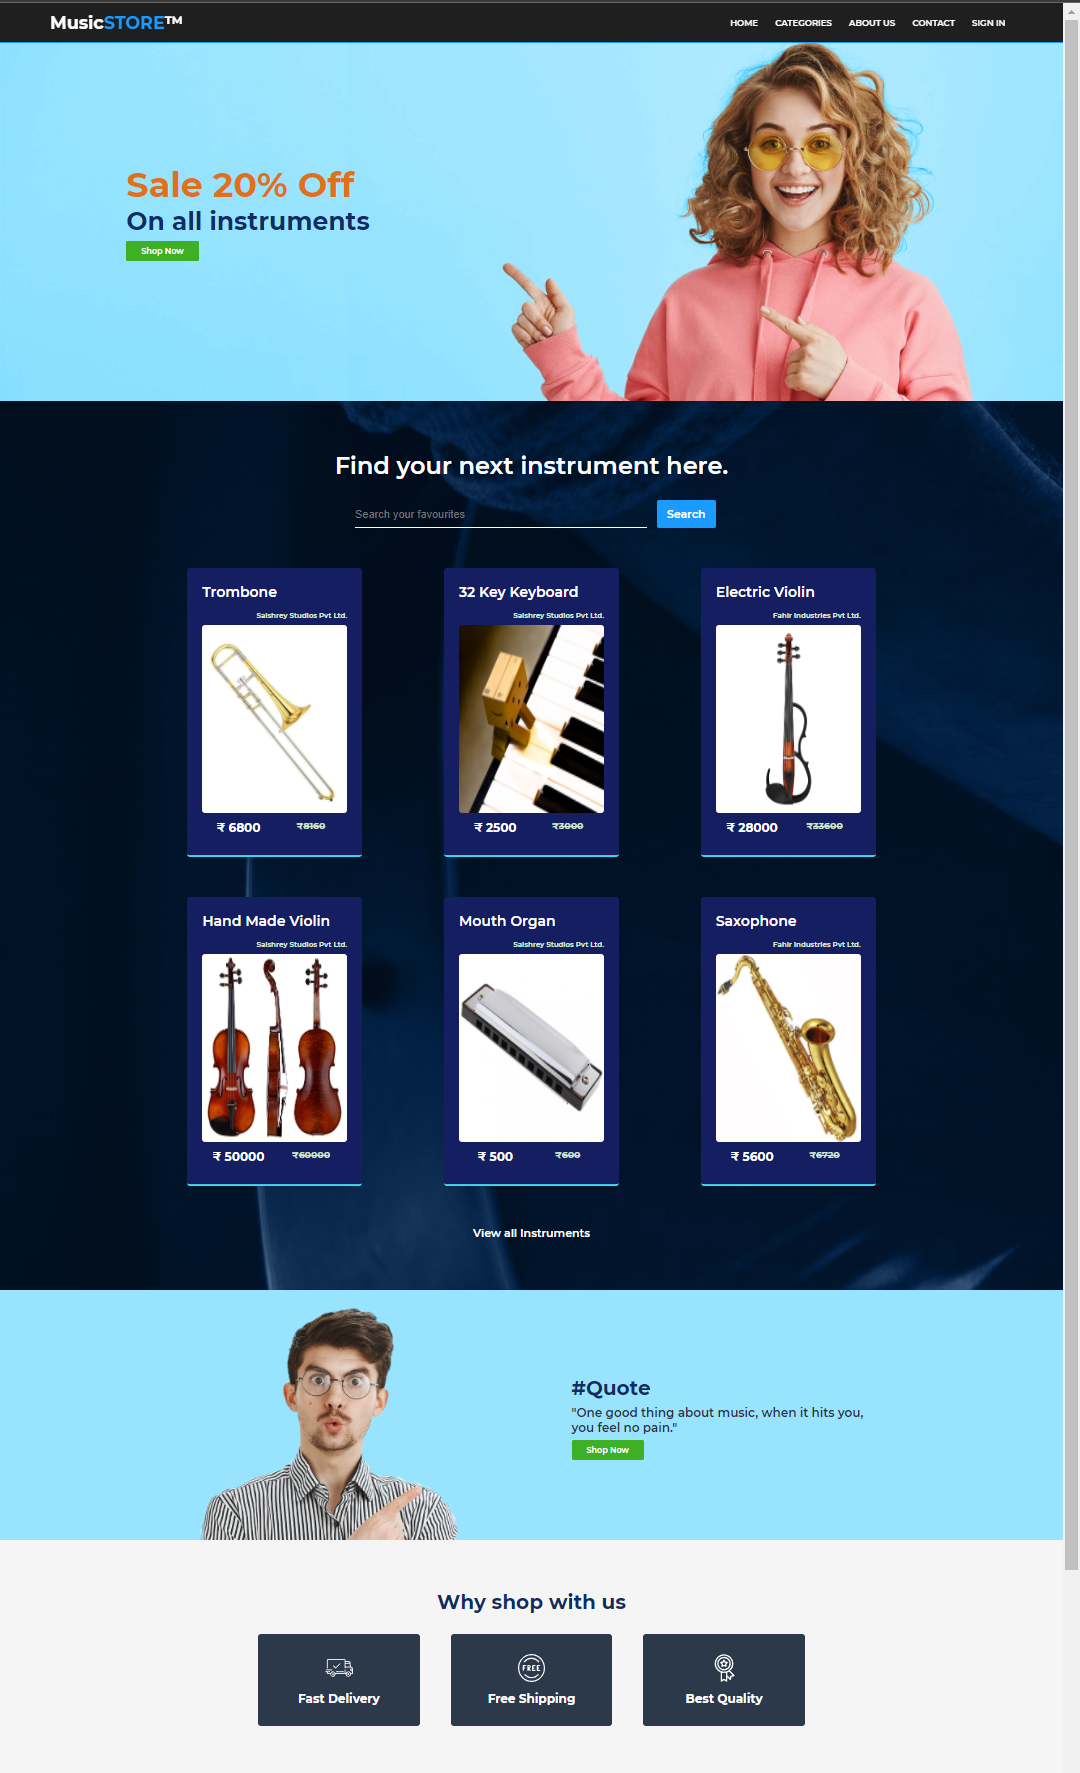 MusicSTORE™
HOME CATEGORIES ABOUT US CONTACT SIGN IN
Sale 20% Off
On all instruments
Shop Now
Find your next instrument here.
Search your favourites
Search
Trombone
Saishrey Studios Pvt Ltd.
₹ 6800 ₹8160
32 Key Keyboard
Saishrey Studios Pvt Ltd.
₹ 2500 ₹3000
Electric Violin
Fahir Industries Pvt Ltd.
₹ 28000 ₹33600
Hand Made Violin
Saishrey Studios Pvt Ltd.
₹ 50000 ₹60000
Mouth Organ
Saishrey Studios Pvt Ltd.
₹ 500 ₹600
Saxophone
Fahir Industries Pvt Ltd.
₹ 5600 ₹6720
View all Instruments
#Quote
"One good thing about music, when it hits you,
you feel no pain."
Shop Now
Why shop with us
Fast Delivery
FREE
Free Shipping
Best Quality